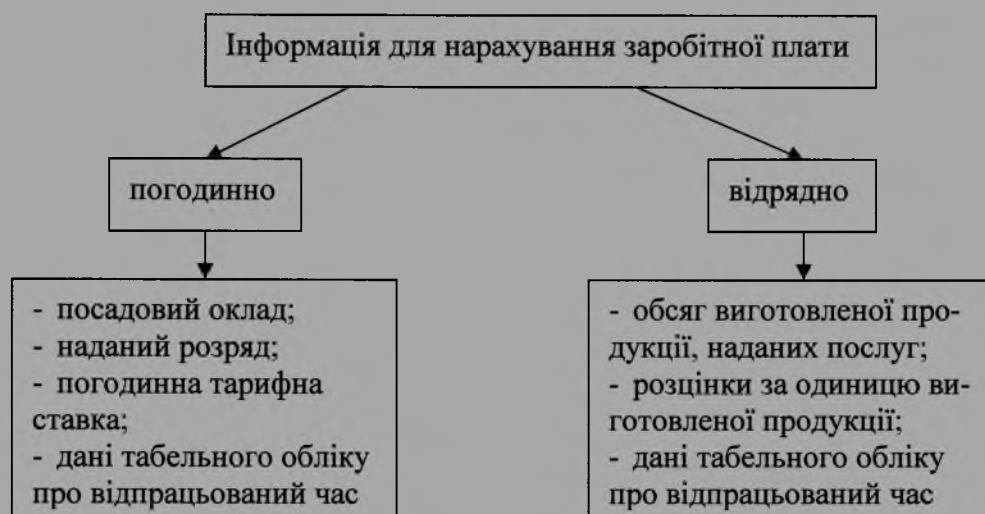 Інформація для нарахування заробітної плати
погодинно
відрядно
- посадовий оклад;
- наданий розряд;
- погодинна тарифна
ставка;
- дані табельного обліку
про відпрацьований час
- обсяг виготовленої про-
дукції, наданих послуг;
- розцінки за одиницю ви-
готовленої продукції;
- дані табельного обліку
про відпрацьований час